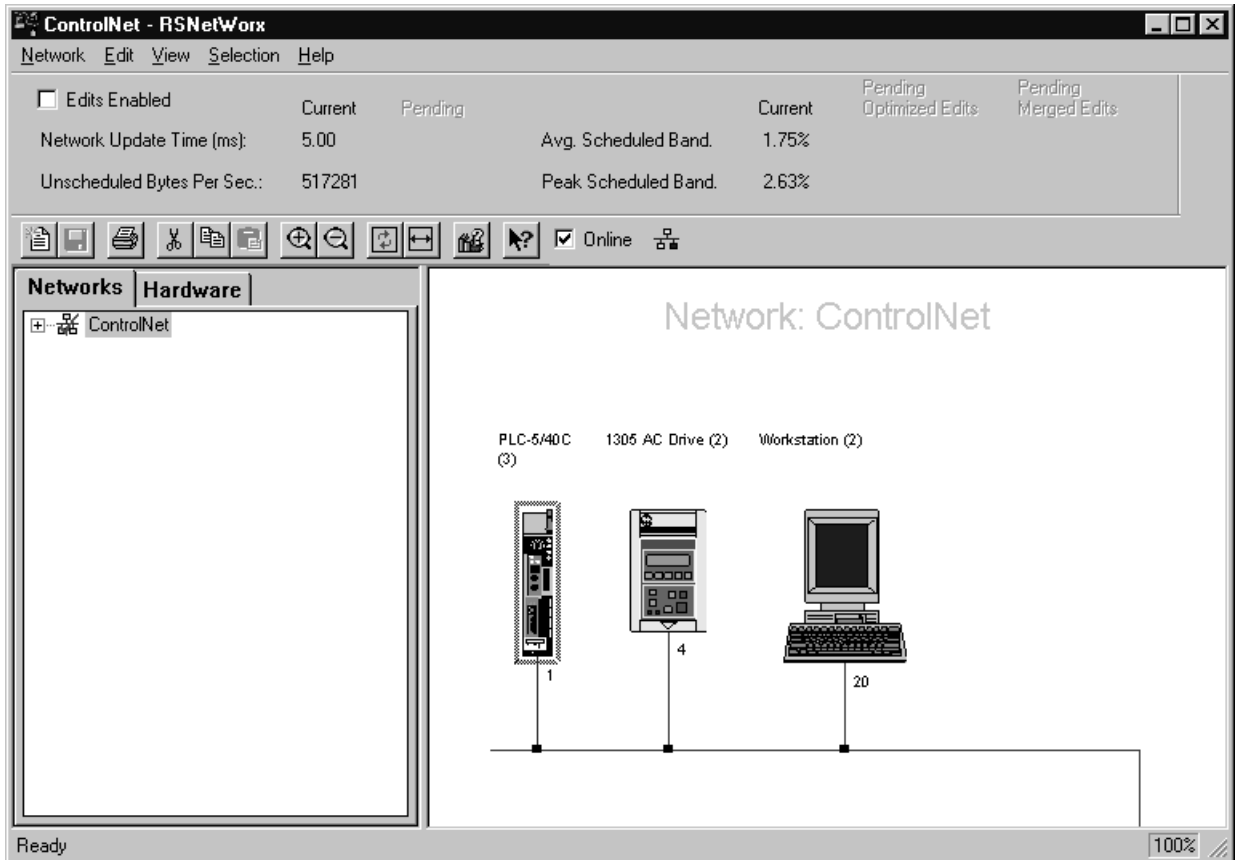 ControlNet - RSNetWorx
Network Edit View Selection Help
Edits Enabled
Current Pending Current Pending Optimized Edits Pending Merged Edits
Network Update Time (ms): 5.00 Avg. Scheduled Band. 1.75%
Unscheduled Bytes Per Sec.: 517281 Peak Scheduled Band. 2.63%
Online
Networks Hardware
ControlNet
Network: ControlNet
PLC-5/40C (3)
1305 AC Drive (2)
Workstation (2)
1
4
20
Ready
100%